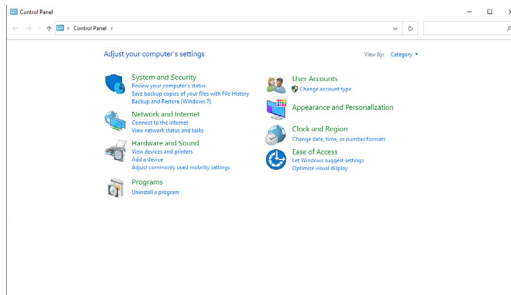 Control Panel
Control Panel
Adjust your computer's settings
View by: Category
System and Security
Review your computer's status
Save backup copies of your files with File History
Backup and Restore (Windows 7)
Network and Internet
Connect to the Internet
View network status and tasks
Hardware and Sound
View devices and printers
Add a device
Adjust commonly used mobility settings
Programs
Uninstall a program
User Accounts
Change account type
Appearance and Personalization
Clock and Region
Change date, time, or number formats
Ease of Access
Let Windows suggest settings
Optimize visual display